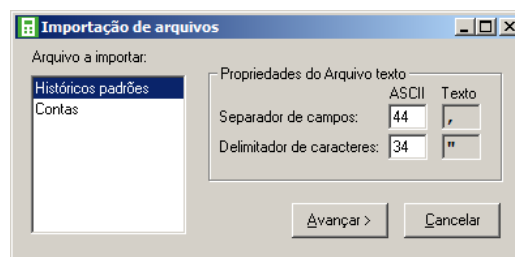 Importação de arquivos
Arquivo a importar:
Históricos padrões
Contas
Propriedades do Arquivo texto
ASCII Texto
Separador de campos: 44 ,
Delimitador de caracteres: 34 "
Avançar > Cancelar